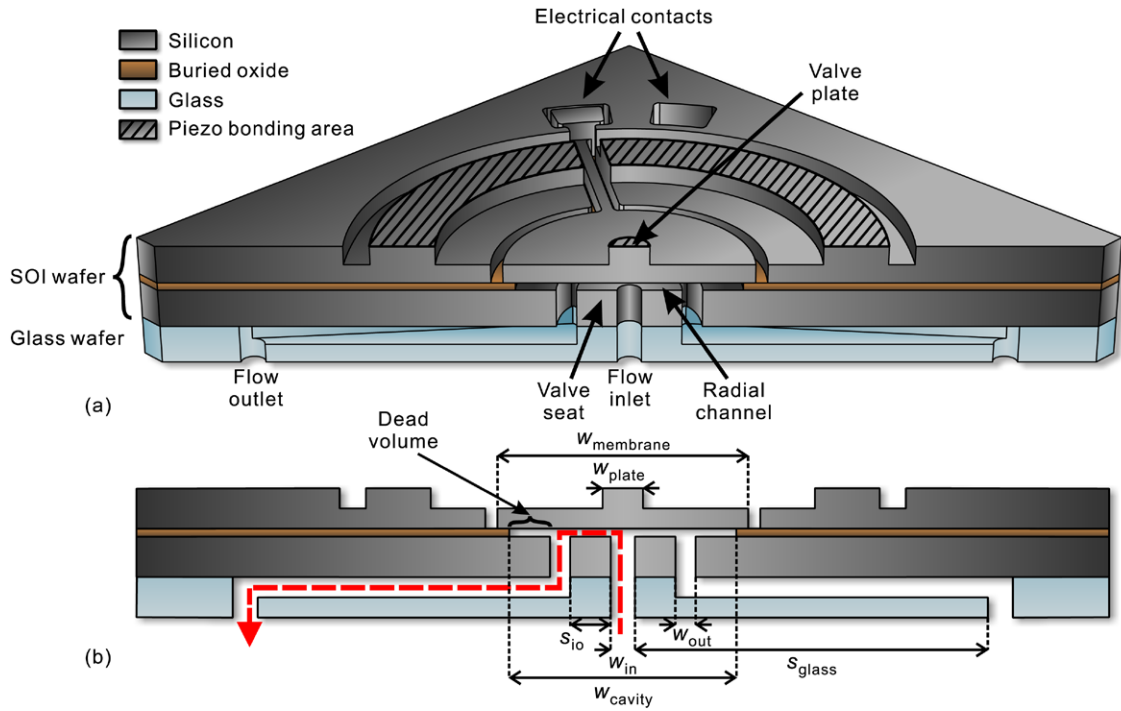 Electrical contacts
Silicon
Buried oxide
Glass
Piezo bonding area
Valve
plate
SOI wafer
Glass wafer
Flow
outlet
Valve
seat
Flow
inlet
Radial
channel
(a)
Dead
volume
wmembrane
wplate
sio
win
wout
sglass
wcavity
(b)